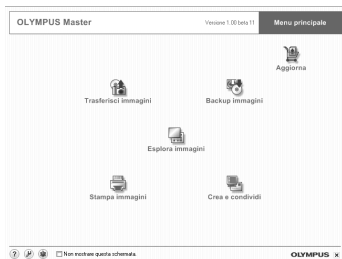 OLYMPUS Master
Versione 1.00 beta 11
Menu principale
Aggiorna
Trasferisci immagini
Backup immagini
Esplora immagini
Stampa immagini
Crea e condividi
Non mostrare questa schermata.
OLYMPUS